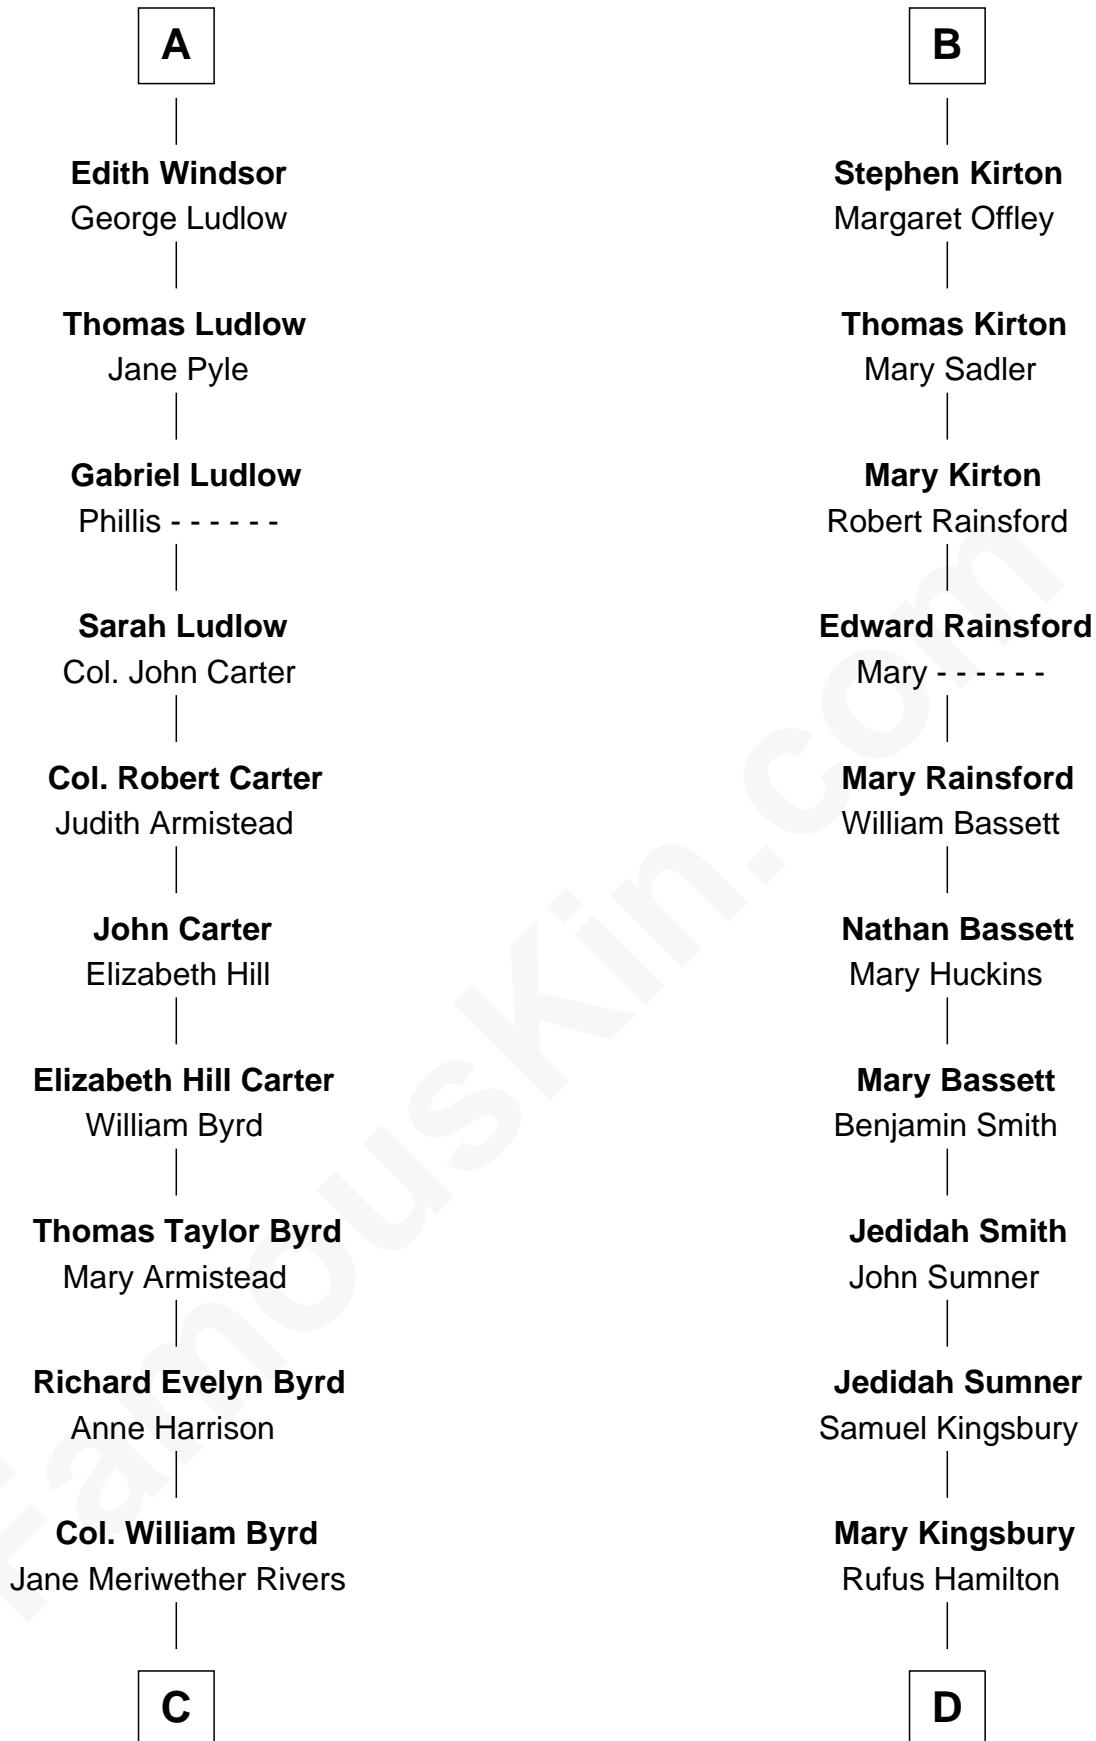 A
Edith Windsor
George Ludlow
Thomas Ludlow
Jane Pyle
Gabriel Ludlow
Phillis - - - - - -
Sarah Ludlow
Col. John Carter
Col. Robert Carter
Judith Armistead
John Carter
Elizabeth Hill
Elizabeth Hill Carter
William Byrd
Thomas Taylor Byrd
Mary Armistead
Richard Evelyn Byrd
Anne Harrison
Col. William Byrd
Jane Meriwether Rivers
C
B
Stephen Kirton
Margaret Offley
Thomas Kirton
Mary Sadler
Mary Kirton
Robert Rainsford
Edward Rainsford
Mary - - - - - -
Mary Rainsford
William Bassett
Nathan Bassett
Mary Huckins
Mary Bassett
Benjamin Smith
Jedidah Smith
John Sumner
Jedidah Sumner
Samuel Kingsbury
Mary Kingsbury
Rufus Hamilton
D
FamousKin.com